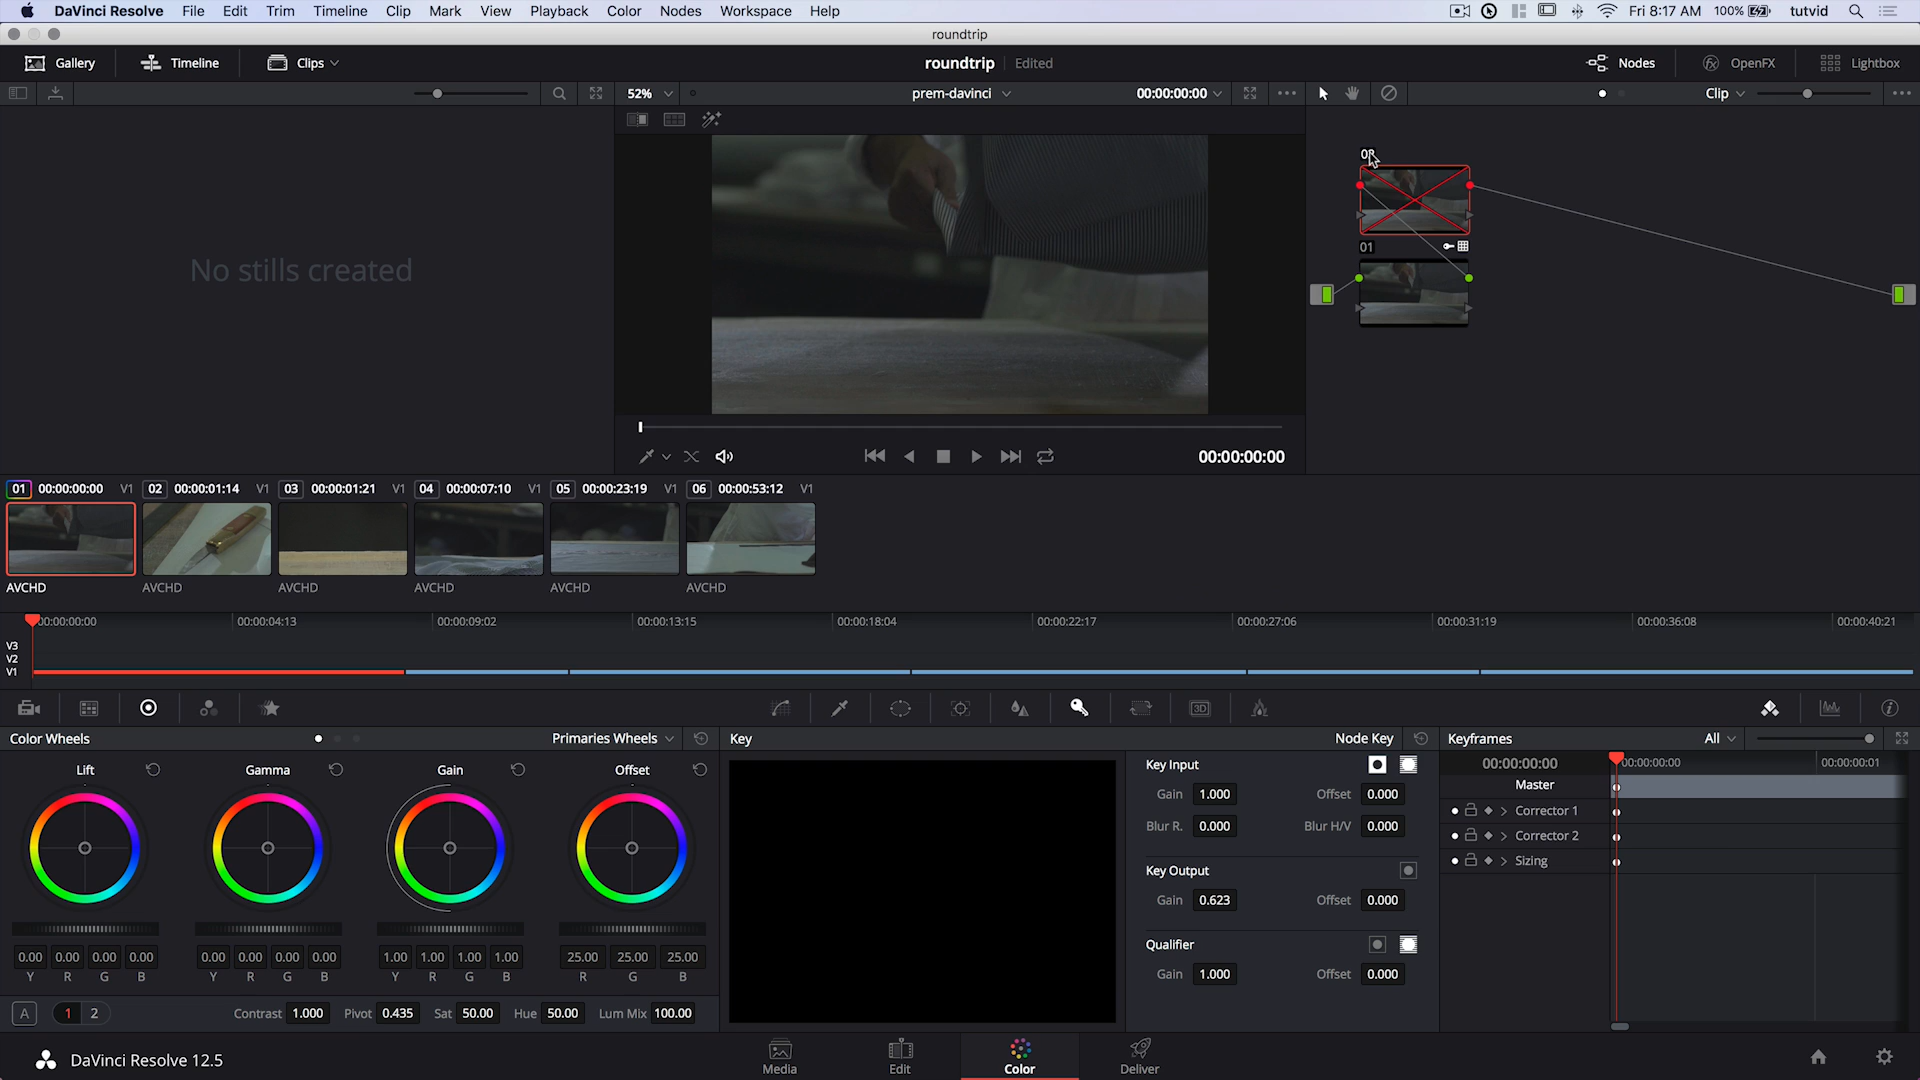 DaVinci Resolve File Edit Trim Timeline Clip Mark View Playback Color Nodes Workspace Help Fri 8:17 AM 100% tutvid
roundtrip
Gallery Timeline Clips roundtrip Edited Nodes OpenFX Lightbox
52% prem-davinci 00:00:00:00 Clip
No stills created
01
00:00:00:00
01 00:00:00:00 V1 02 00:00:01:14 V1 03 00:00:01:21 V1 04 00:00:07:10 V1 05 00:00:23:19 V1 06 00:00:53:12 V1
AVCHD AVCHD AVCHD AVCHD AVCHD AVCHD
00:00:00:00 00:00:04:13 00:00:09:02 00:00:13:15 00:00:18:04 00:00:22:17 00:00:27:06 00:00:31:19 00:00:36:08 00:00:40:21
V3
V2
V1
3D
Color Wheels Primaries Wheels Key Node Key Keyframes All
Lift Gamma Gain Offset Key Input 00:00:00:00 00:00:00:00 00:00:00:01
Master
Gain 1.000 Offset 0.000
Corrector 1
Blur R. 0.000 Blur H/V 0.000
Corrector 2
Sizing
Key Output
Gain 0.623 Offset 0.000
Qualifier
0.00 0.00 0.00 0.00 0.00 0.00 0.00 0.00 1.00 1.00 1.00 1.00 25.00 25.00 25.00
Gain 1.000 Offset 0.000
Y R G B Y R G B Y R G B R G B
A 1 2 Contrast 1.000 Pivot 0.435 Sat 50.00 Hue 50.00 Lum Mix 100.00
DaVinci Resolve 12.5 Media Edit Color Deliver